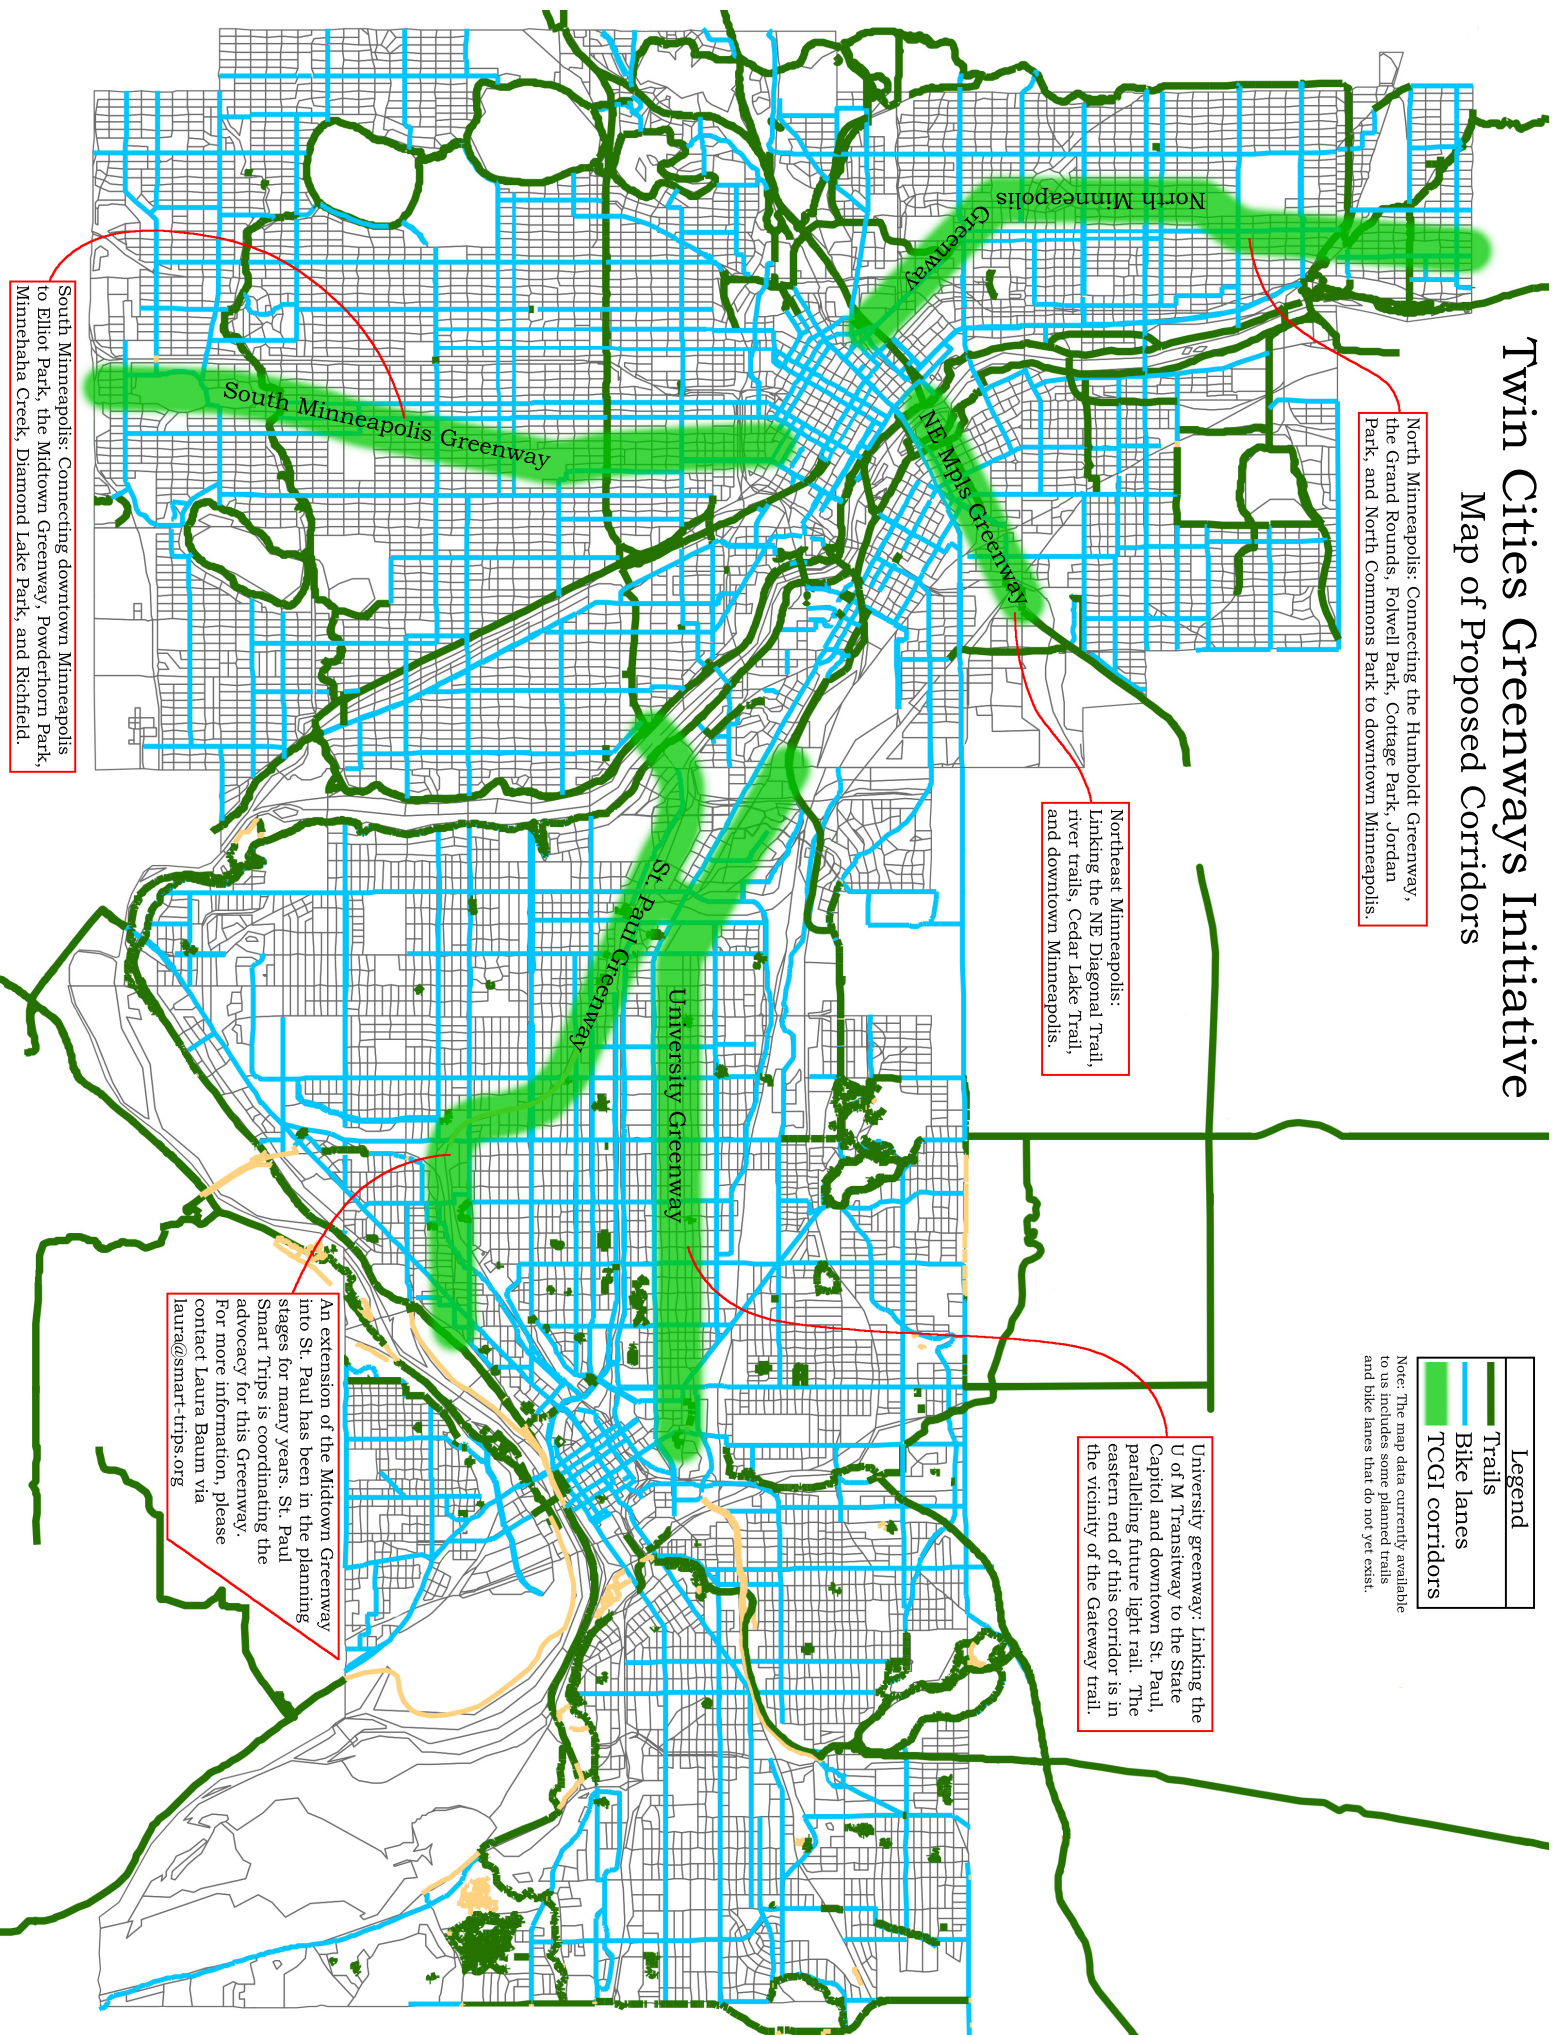 Twin Cities Greenways Initiative
Map of Proposed Corridors
Legend
Trails
Bike lanes
TCGI corridors
Note: The map data currently available
to us includes some planned trails
and bike lanes that do not yet exist.
North Minneapolis: Connecting the Humboldt Greenway,
the Grand Rounds, Folwell Park, Cottage Park, Jordan
Park, and North Commons Park to downtown Minneapolis.
Northeast Minneapolis:
Linking the NE Diagonal Trail,
river trails, Cedar Lake Trail,
and downtown Minneapolis.
University greenway: Linking the
U of M Transitway to the State
Capitol and downtown St. Paul,
paralleling future light rail. The
eastern end of this corridor is in
the vicinity of the Gateway trail.
North Minneapolis
Greenway
NE Mpls Greenway
University Greenway
St. Paul Greenway
South Minneapolis Greenway
South Minneapolis: Connecting downtown Minneapolis
to Elliot Park, the Midtown Greenway, Powderhorn Park,
Minnehaha Creek, Diamond Lake Park, and Richfield.
An extension of the Midtown Greenway
into St. Paul has been in the planning
stages for many years. St. Paul
Smart Trips is coordinating the
advocacy for this Greenway.
For more information, please
contact Laura Baum via
laura@smart-trips.org